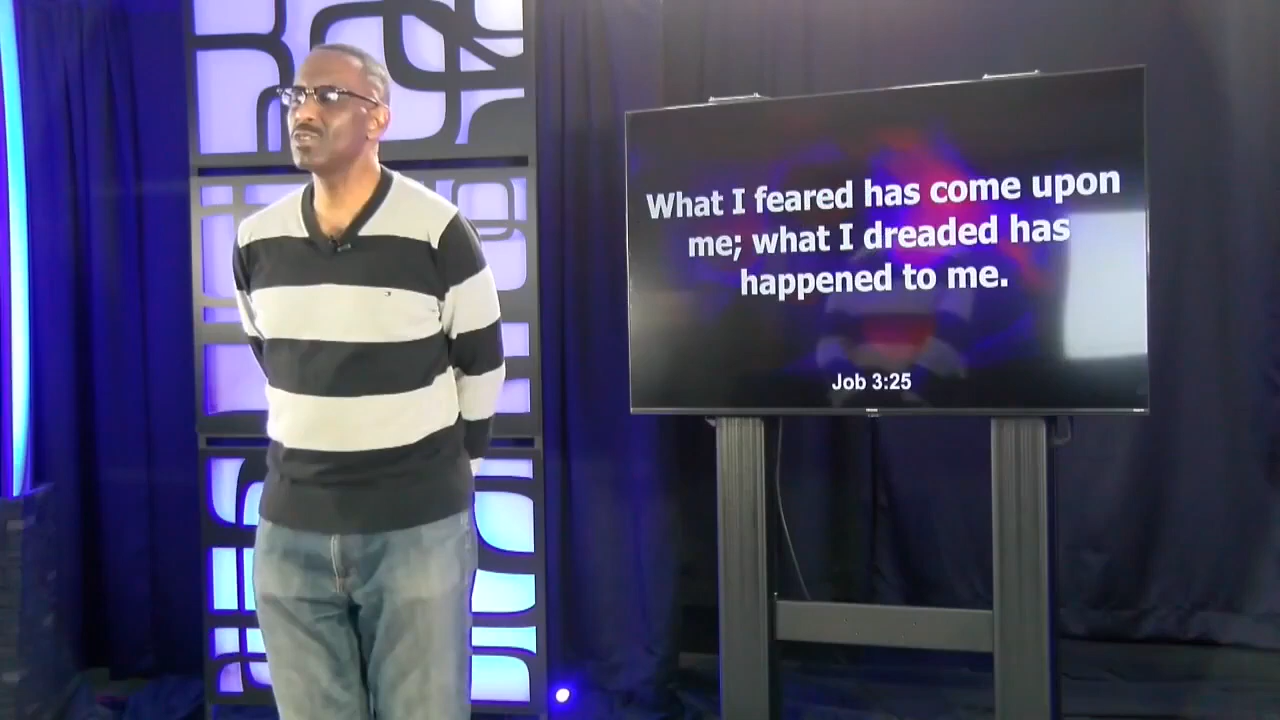 What I feared has come upon
me; what I dreaded has
happened to me.
Job 3:25